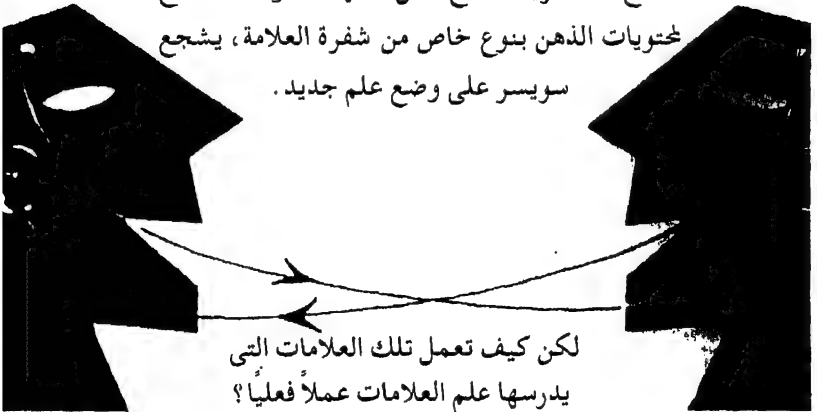 لمحتويات الذهن بنوع خاص من شفرة العلامة، يشجع
سويسر على وضع علم جديد.
لكن كيف تعمل تلك العلامات التى
يدرسها علم العلامات عملاً فعليًا؟